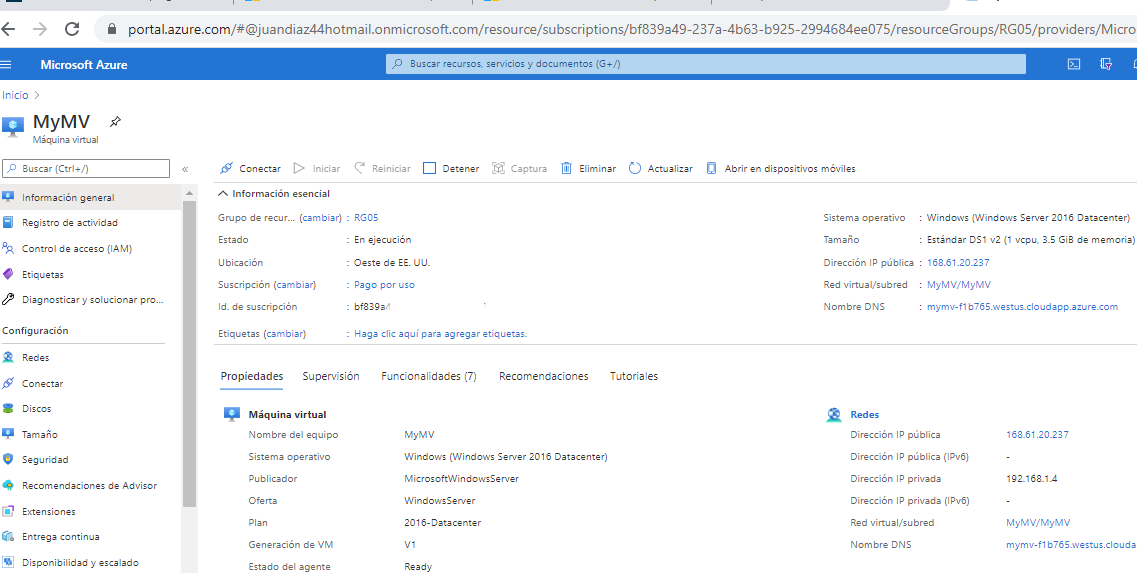 portal.azure.com/#@juandiaz44hotmail.onmicrosoft.com/resource/subscriptions/bf839a49-237a-4b63-b925-2994684ee075/resourceGroups/RG05/providers/Micro
Microsoft Azure
Buscar recursos, servicios y documentos (G+/)
Inicio >
MyMV
Máquina virtual
Buscar (Ctrl+/)
«
Conectar
Iniciar
Reiniciar
Detener
Captura
Eliminar
Actualizar
Abrir en dispositivos móviles
Información general
Registro de actividad
Control de acceso (IAM)
Etiquetas
Diagnosticar y solucionar pro...
Configuración
Redes
Conectar
Discos
Tamaño
Seguridad
Recomendaciones de Advisor
Extensiones
Entrega continua
Disponibilidad y escalado
Información esencial
Grupo de recur... (cambiar) : RG05
Estado : En ejecución
Ubicación : Oeste de EE. UU.
Suscripción (cambiar) : Pago por uso
Id. de suscripción : bf839a4
Etiquetas (cambiar) : Haga clic aquí para agregar etiquetas.
Sistema operativo : Windows (Windows Server 2016 Datacenter)
Tamaño : Estándar DS1 v2 (1 vcpu, 3.5 GiB de memoria)
Dirección IP pública : 168.61.20.237
Red virtual/subred : MyMV/MyMV
Nombre DNS : mymv-f1b765.westus.cloudapp.azure.com
Propiedades
Supervisión
Funcionalidades (7)
Recomendaciones
Tutoriales
Máquina virtual
Nombre del equipo MyMV
Sistema operativo Windows (Windows Server 2016 Datacenter)
Publicador MicrosoftWindowsServer
Oferta WindowsServer
Plan 2016-Datacenter
Generación de VM V1
Estado del agente Ready
Redes
Dirección IP pública 168.61.20.237
Dirección IP pública (IPv6) -
Dirección IP privada 192.168.1.4
Dirección IP privada (IPv6) -
Red virtual/subred MyMV/MyMV
Nombre DNS mymv-f1b765.westus.clouda